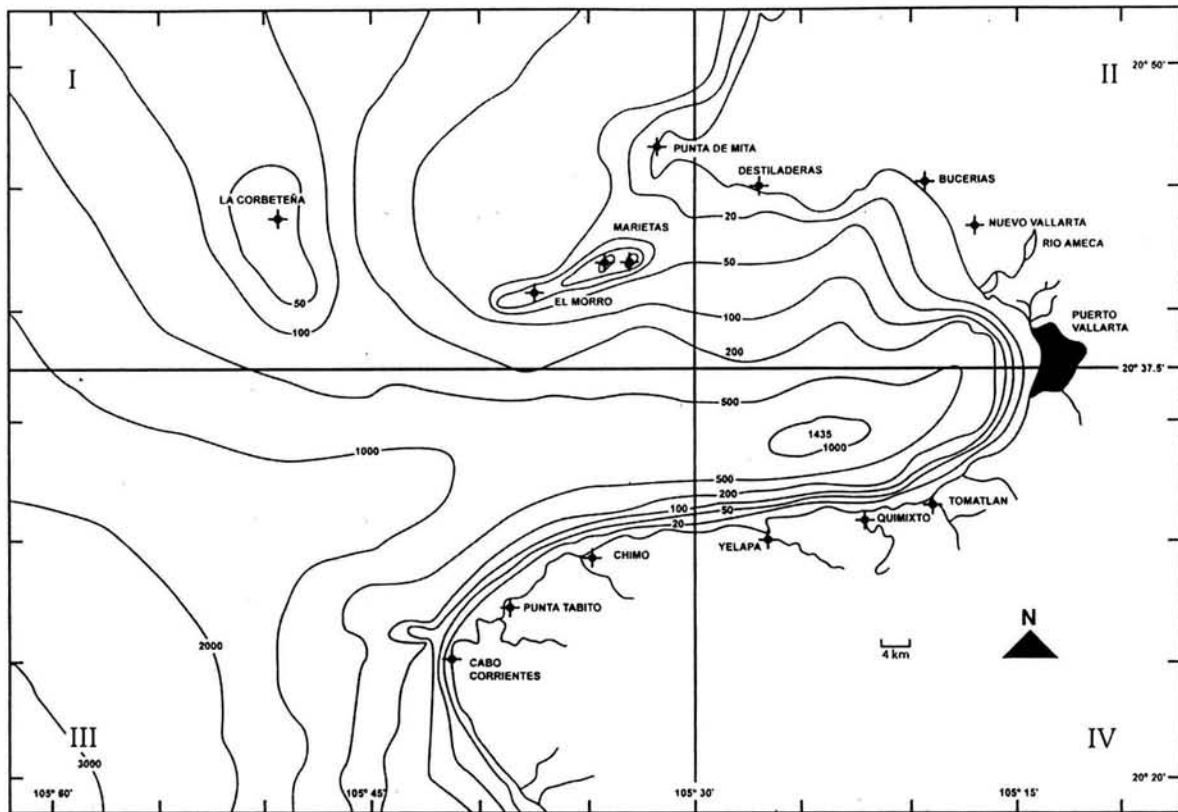 I
II
20° 50'
PUNTA DE MITA
DESTILADERAS
BUCERIAS
LA CORBETEÑA
20
NUEVO VALLARTA
MARIETAS
RIO AMECA
50
EL MORRO
50
100
100
PUERTO
VALLARTA
200
20° 37.5'
500
1435
1000
1000
500
200
100
50
20
TOMATLAN
QUIMIXTO
YELAPA
CHIMO
PUNTA TABITO
N
2000
4 km
CABO
CORRIENTES
III
IV
3000
20° 20'
105° 60'
105° 45'
105° 30'
105° 15'